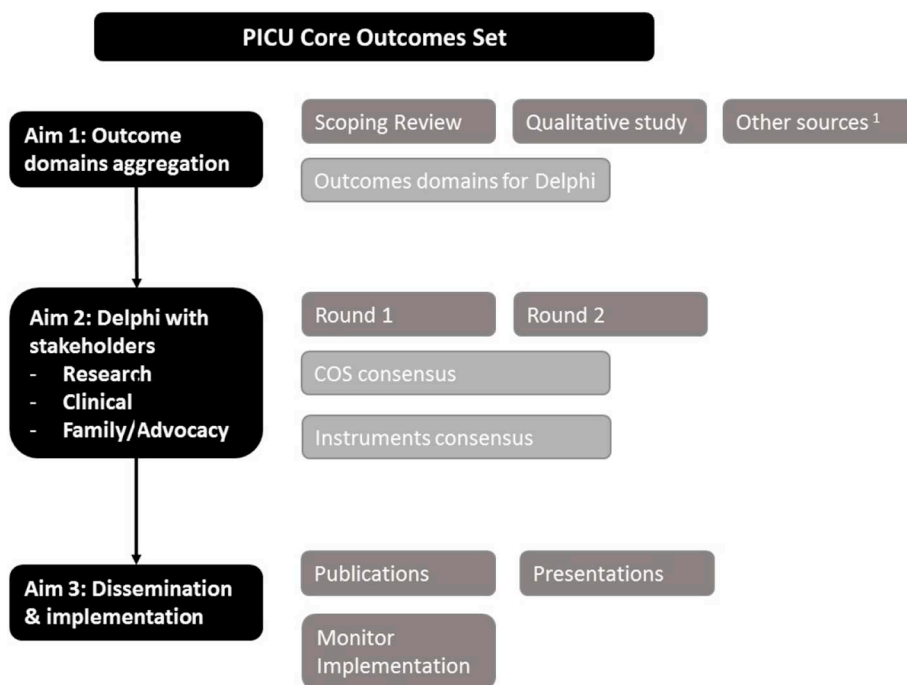 PICU Core Outcomes Set
Aim 1: Outcome
domains aggregation
Scoping Review
Qualitative study
Other sources ¹
Outcomes domains for Delphi
Aim 2: Delphi with
stakeholders
- Research
- Clinical
- Family/Advocacy
Round 1
Round 2
COS consensus
Instruments consensus
Aim 3: Dissemination
& implementation
Publications
Presentations
Monitor
Implementation